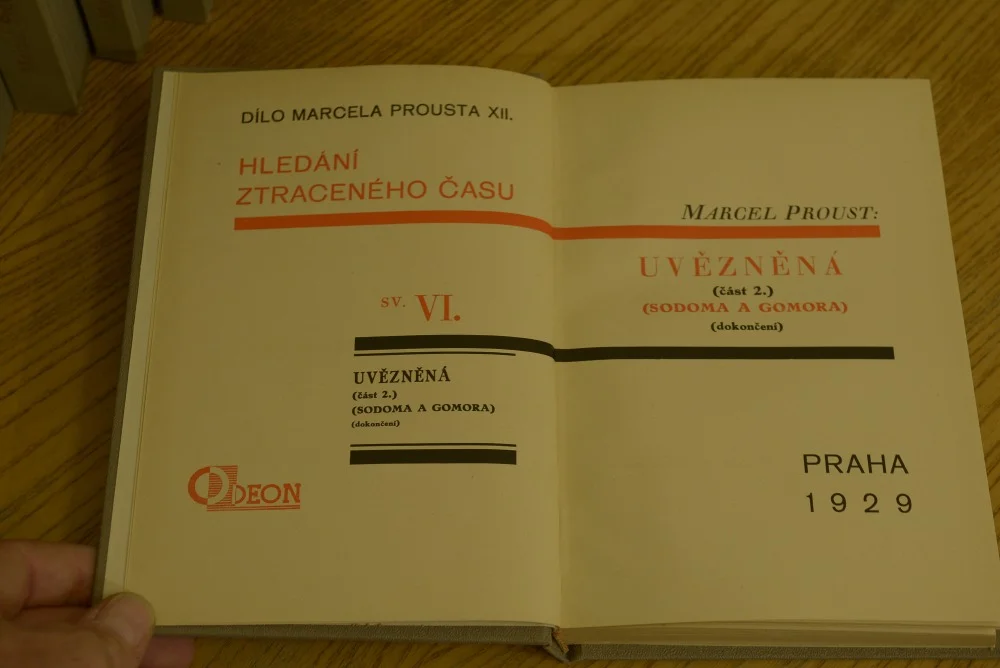 DÍLO MARCELA PROUSTA XII.
HLEDÁNÍ
ZTRACENÉHO ČASU
SV. VI.
UVĚZNĚNÁ
(část 2.)
(SODOMA A GOMORA)
(dokončení)
ODEON
MARCEL PROUST:
UVĚZNĚNÁ
(část 2.)
(SODOMA A GOMORA)
(dokončení)
PRAHA
1929